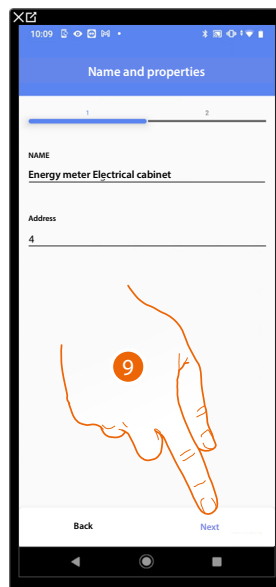 10:09
Name and properties
1 2
NAME
Energy meter Electrical cabinet
Address
4
9
Back Next